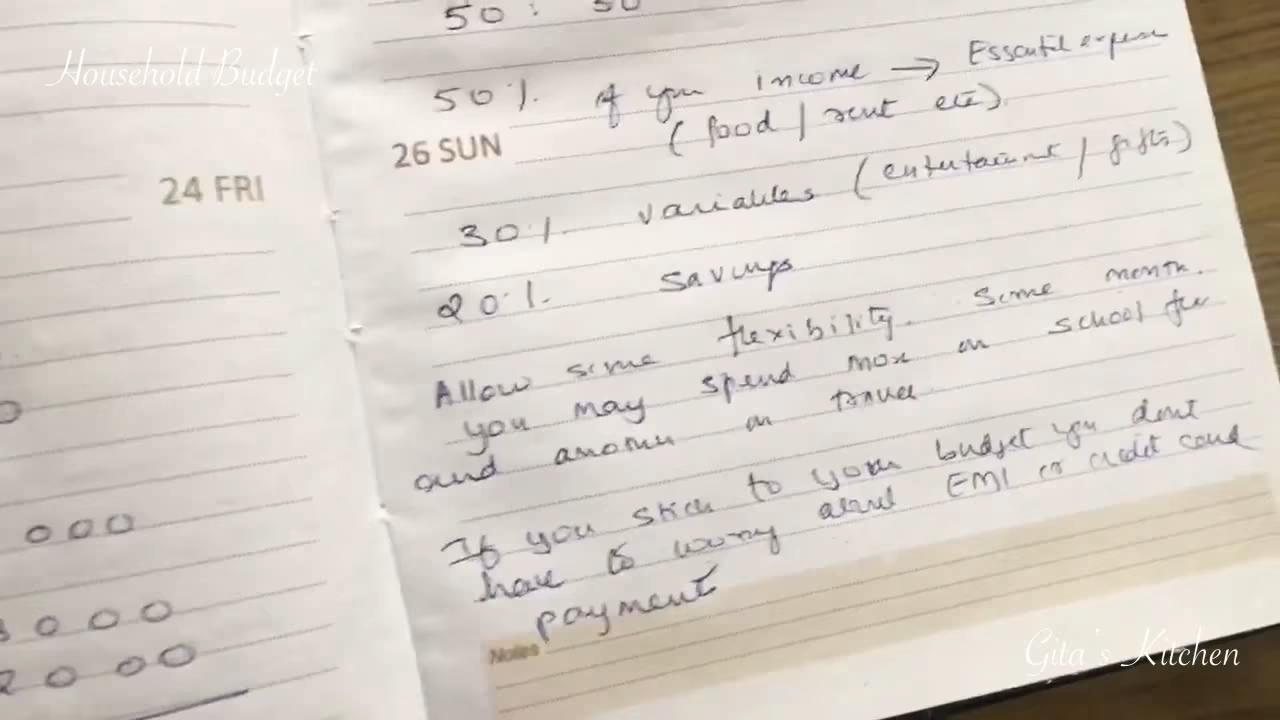 Household Budget
50 : 50
50%. of you income → Essentil expense
26 SUN
(food / rent etc).
24 FRI
30%. variables (entertainment / gifts)
20%. savings
Allow some flexibility. Some month.
you may spend more on school fee
and another on travel
If you stick to your budget you dont
have to worry about EMI or credit card
payment
000
000
2000
Notes
Gita's Kitchen